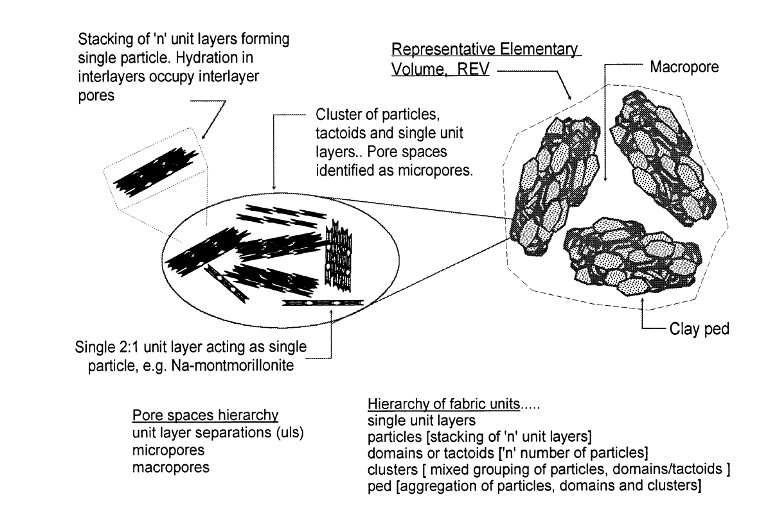 Stacking of 'n' unit layers forming
single particle. Hydration in
interlayers occupy interlayer
pores
Representative Elementary
Volume, REV
Macropore
Cluster of particles,
tactoids and single unit
layers.. Pore spaces
identified as micropores.
Clay ped
Single 2:1 unit layer acting as single
particle, e.g. Na-montmorillonite
Pore spaces hierarchy
unit layer separations (uls)
micropores
macropores
Hierarchy of fabric units.....
single unit layers
particles [stacking of 'n' unit layers]
domains or tactoids ['n' number of particles]
clusters [ mixed grouping of particles, domains/tactoids ]
ped [aggregation of particles, domains and clusters]